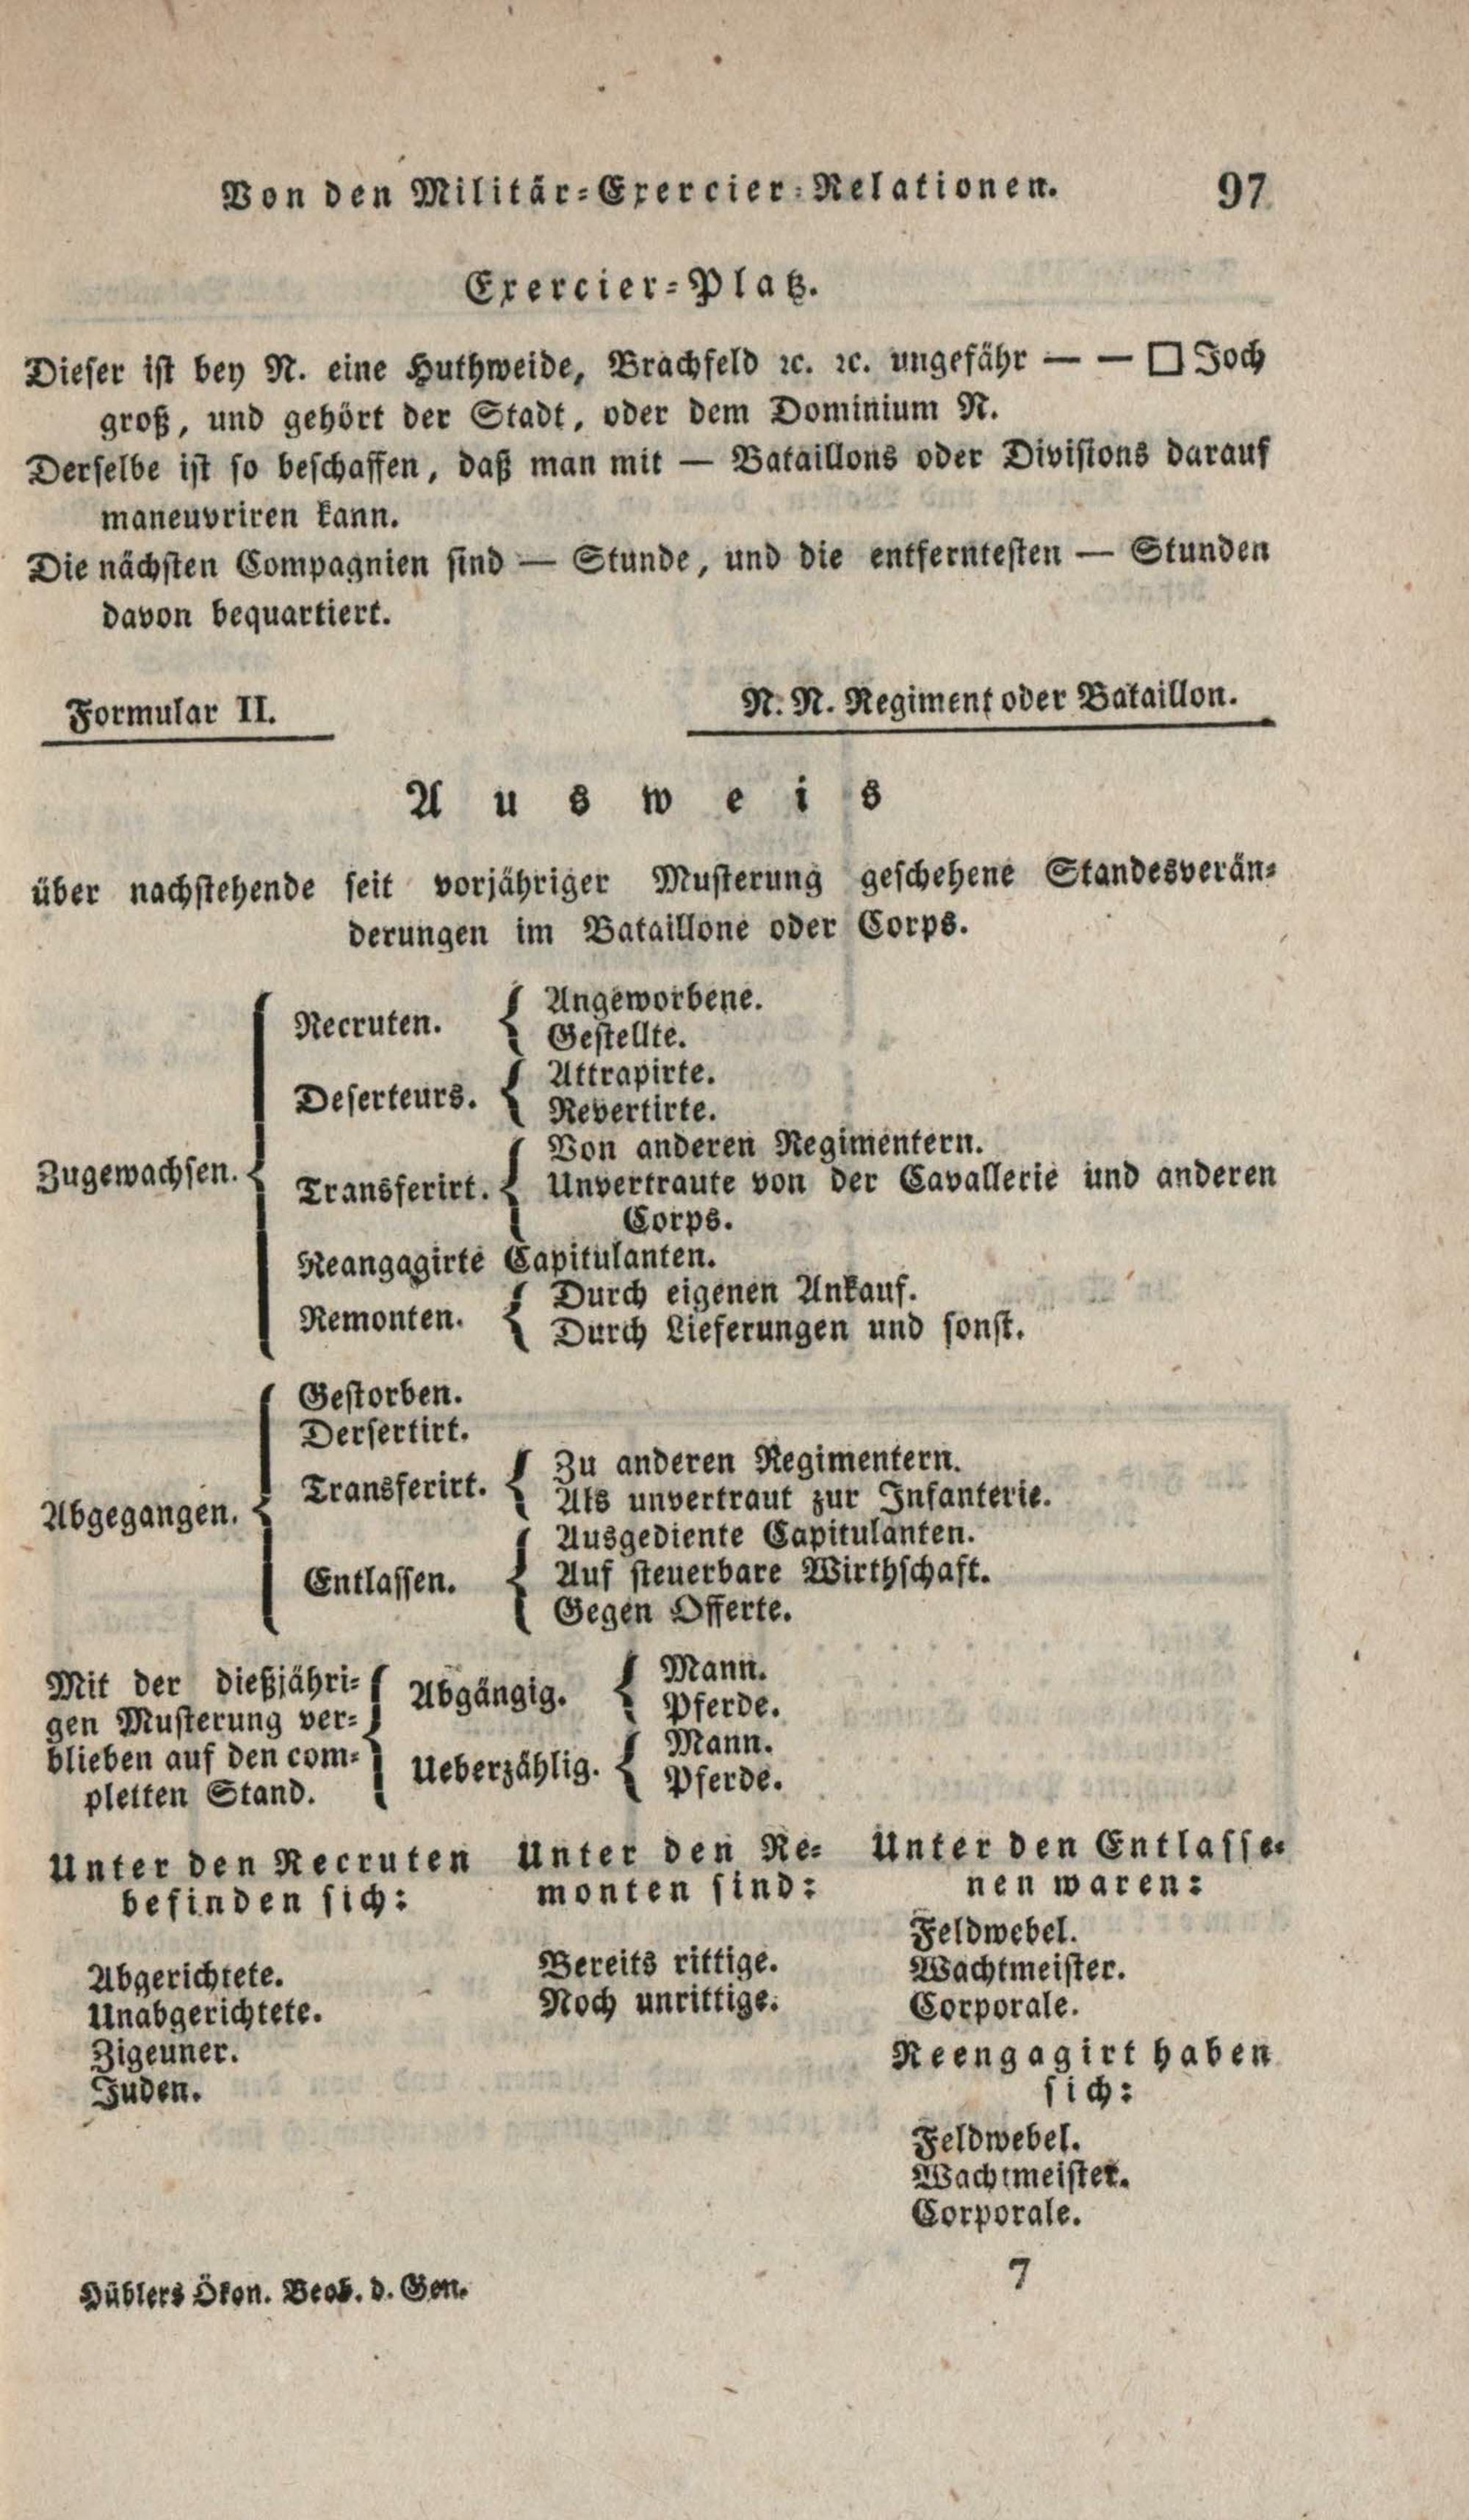 Von den Militär-Exercier-Relationen. 97
Exercier-Platz.
Dieser ist bey N. eine Huthweide, Brachfeld ꝛc. ꝛc. ungefähr — — □ Joch
groß, und gehört der Stadt, oder dem Dominium N.
Derselbe ist so beschaffen, daß man mit — Bataillons oder Divisions darauf
maneuvriren kann.
Die nächsten Compagnien sind — Stunde, und die entferntesten — Stunden
davon bequartiert.
Formular II. N. N. Regiment oder Bataillon.
Ausweis
über nachstehende seit vorjähriger Musterung geschehene Standesverän-
derungen im Bataillone oder Corps.
Zugewachsen.
Recruten.
Angeworbene.
Gestellte.
Deserteurs.
Attrapirte.
Revertirte.
Transferirt.
Von anderen Regimentern.
Unvertraute von der Cavallerie und anderen
Corps.
Reangagirte Capitulanten.
Remonten.
Durch eigenen Ankauf.
Durch Lieferungen und sonst.
Abgegangen.
Gestorben.
Dersertirt.
Transferirt.
Zu anderen Regimentern.
Als unvertraut zur Infanterie.
Entlassen.
Ausgediente Capitulanten.
Auf steuerbare Wirthschaft.
Gegen Offerte.
Mit der dießjähri-
gen Musterung ver-
blieben auf den com-
pletten Stand.
Abgängig.
Mann.
Pferde.
Ueberzählig.
Mann.
Pferde.
Unter den Recruten
befinden sich:
Abgerichtete.
Unabgerichtete.
Zigeuner.
Juden.
Unter den Re-
monten sind:
Bereits rittige.
Noch unrittige.
Unter den Entlasse-
nen waren:
Feldwebel.
Wachtmeister.
Corporale.
Reengagirt haben
sich:
Feldwebel.
Wachtmeister.
Corporale.
Hüblers Ökon. Beob. d. Gen. 7